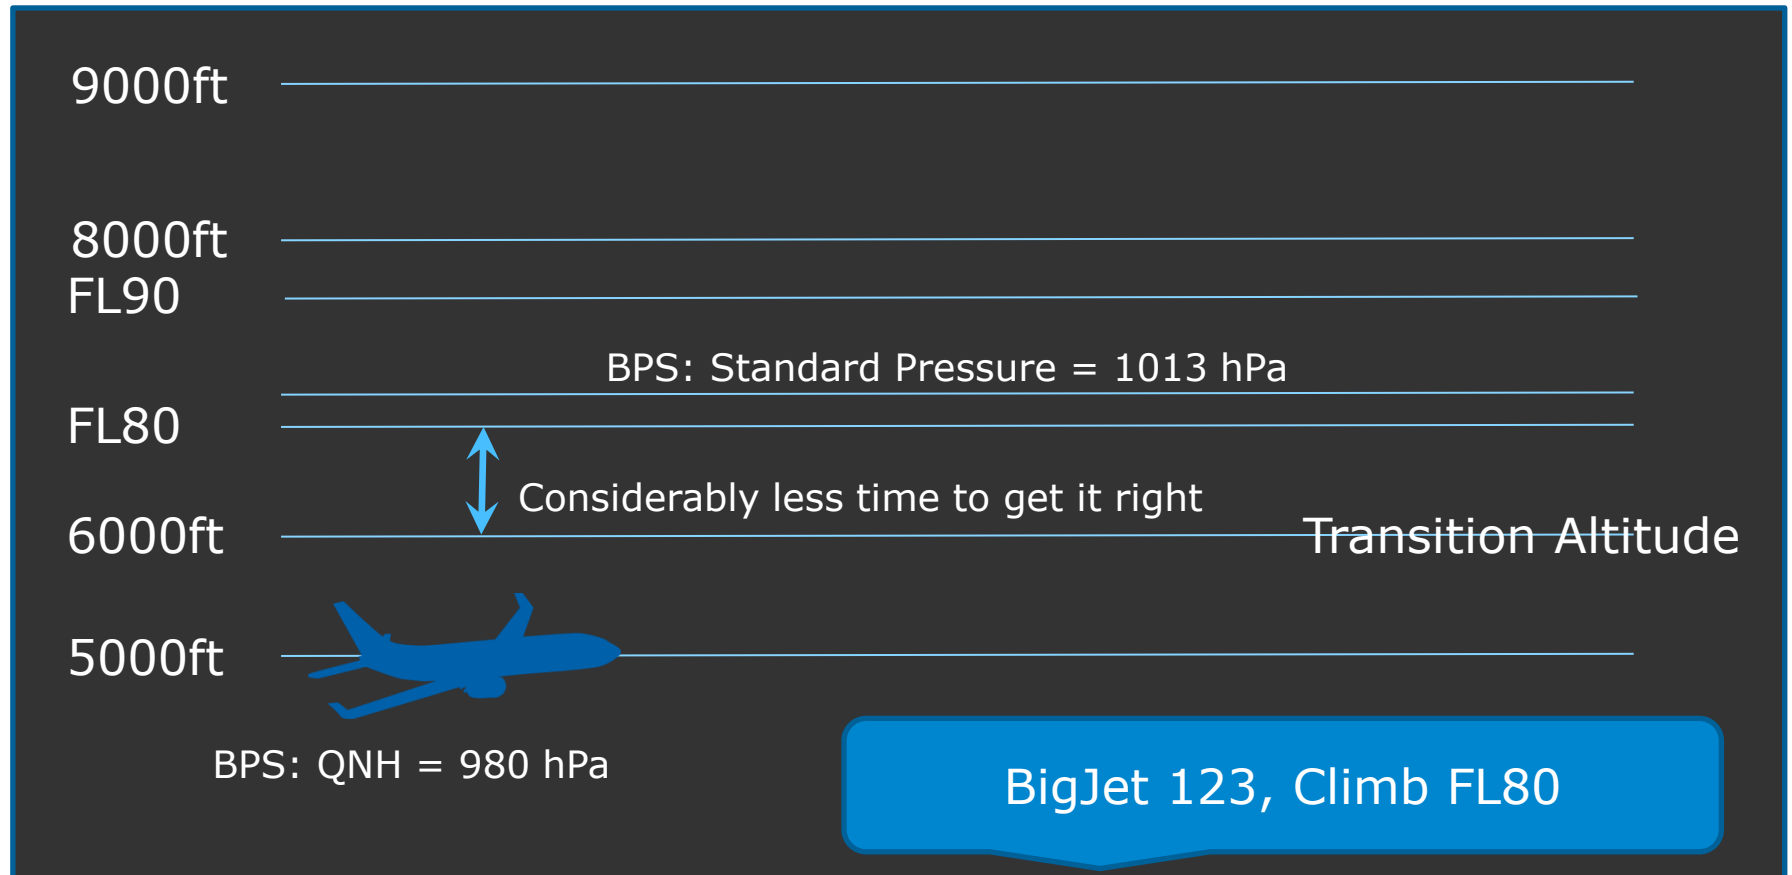 9000ft
8000ft
FL90
BPS: Standard Pressure = 1013 hPa
FL80
Considerably less time to get it right
6000ft
Transition Altitude
5000ft
BPS: QNH = 980 hPa
BigJet 123, Climb FL80